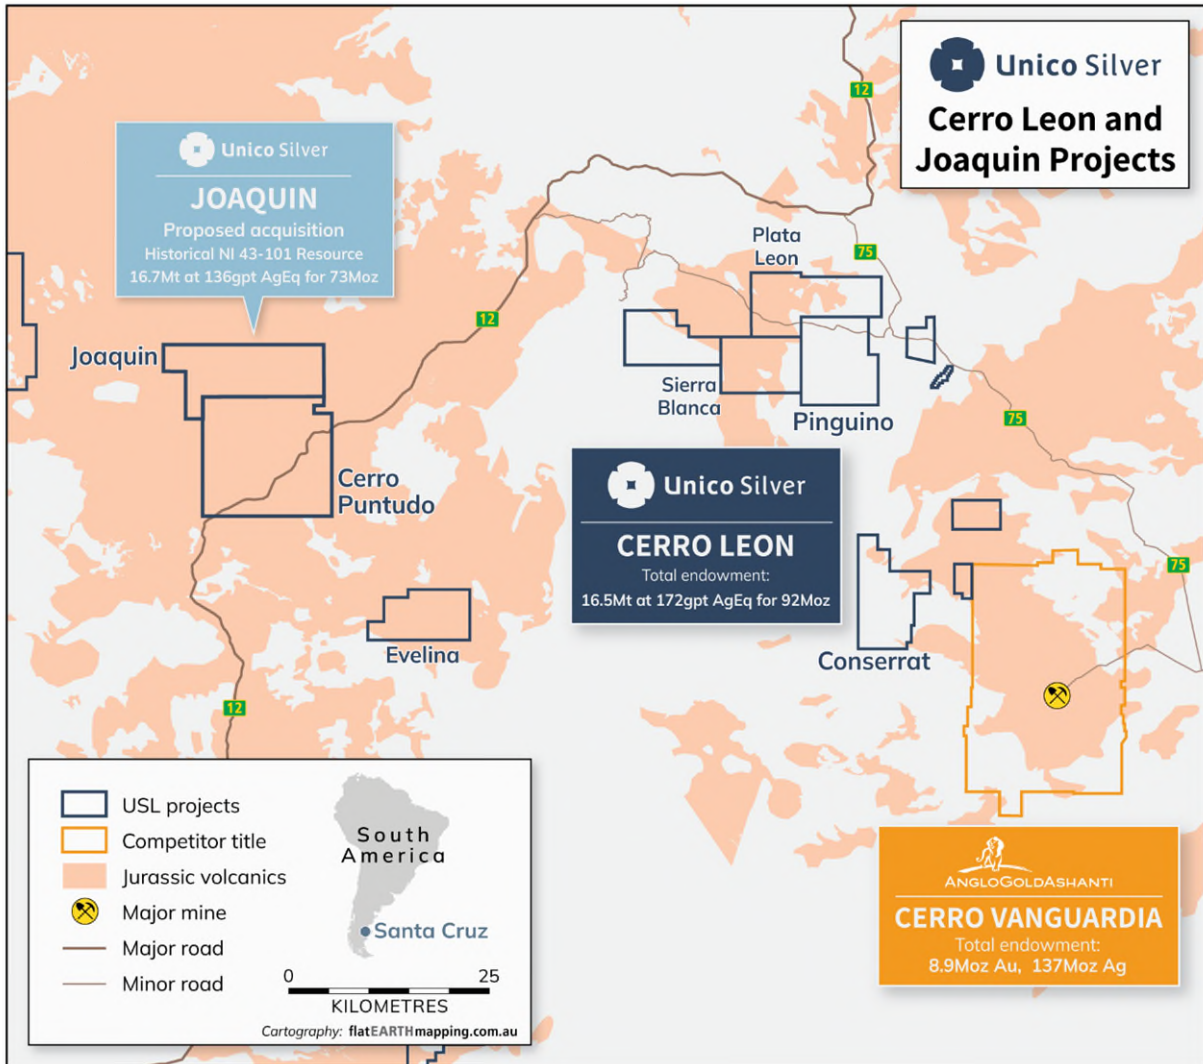 Unico Silver
Cerro Leon and
Joaquin Projects
12
Unico Silver
JOAQUIN
Proposed acquisition
Historical NI 43-101 Resource
16.7Mt at 136gpt AgEq for 73Moz
Plata
Leon
75
12
Joaquin
Sierra
Blanca
Pinguino
75
Cerro
Puntudo
Unico Silver
CERRO LEON
Total endowment:
16.5Mt at 172gpt AgEq for 92Moz
75
Evelina
Conserrat
12
USL projects
Competitor title
Jurassic volcanics
Major mine
Major road
Minor road
South
America
Santa Cruz
0 25
KILOMETRES
Cartography: flatEARTHmapping.com.au
ANGLOGOLDASHANTI
CERRO VANGUARDIA
Total endowment:
8.9Moz Au, 137Moz Ag